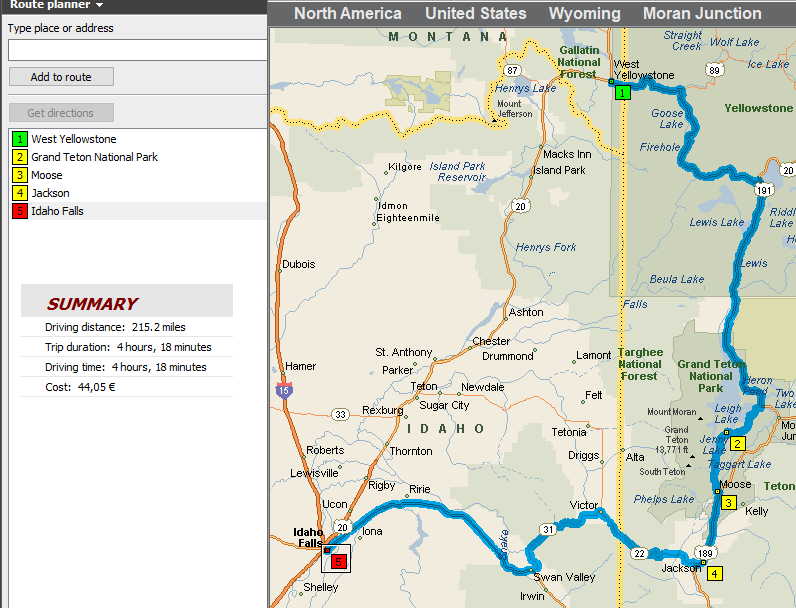 Route planner
North America United States Wyoming Moran Junction
Type place or address
Add to route
Get directions
1 West Yellowstone
2 Grand Teton National Park
3 Moose
4 Jackson
5 Idaho Falls
SUMMARY
Driving distance: 215.2 miles
Trip duration: 4 hours, 18 minutes
Driving time: 4 hours, 18 minutes
Cost: 44,05 €
MONTANA
Straight
Creek
Wolf Lake
Gallatin
National
Forest
West
Yellowstone
87
89
Ice Lake
Henrys Lake
1
Mount
Jefferson
Goose
Lake
Yellowstone
Firehole
Macks Inn
Island Park
Kilgore
Island Park
Reservoir
20
191
Idmon
Eighteenmile
20
Lewis Lake
Riddl
Lake
Henrys Fork
Dubois
Lewis
Beula Lake
Falls
Ashton
Chester
St. Anthony
Drummond
Lamont
Targhee
National
Forest
Grand Teton
National
Park
Hamer
Parker
Teton
Newdale
Heron
Pond
Two
Lake
15
33
Rexburg
Sugar City
Felt
Leigh
Lake
Mount Moran
IDAHO
Tetonia
Grand
Teton
13,771 ft
Jenny
Lake
2
Mo
Jun
Thornton
Roberts
Driggs
Alta
Taggart Lake
Lewisville
South Teton
Rigby
Ririe
Moose
Teton
Phelps Lake
3
Kelly
Ucon
Victor
Idaho
Falls
20
Iona
31
Snake
22
189
5
Jackson
4
Swan Valley
Shelley
Irwin